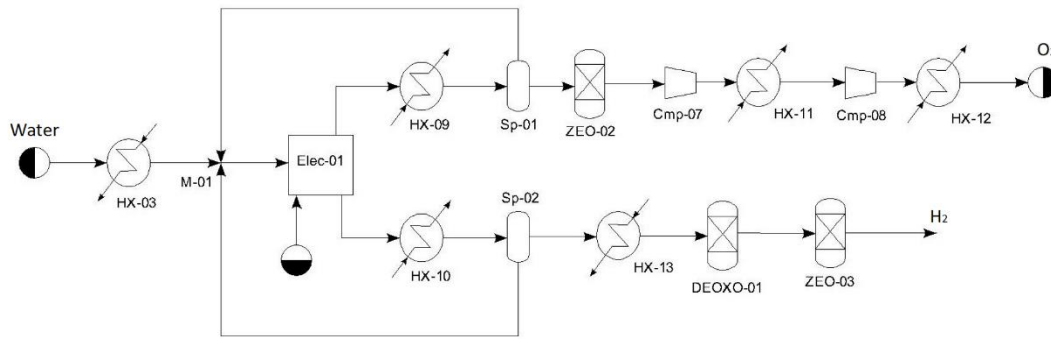 O₂
HX-09
Sp-01
ZEO-02
Cmp-07
HX-11
Cmp-08
HX-12
Water
Elec-01
M-01
HX-03
Sp-02
H₂
HX-10
HX-13
DEOXO-01
ZEO-03